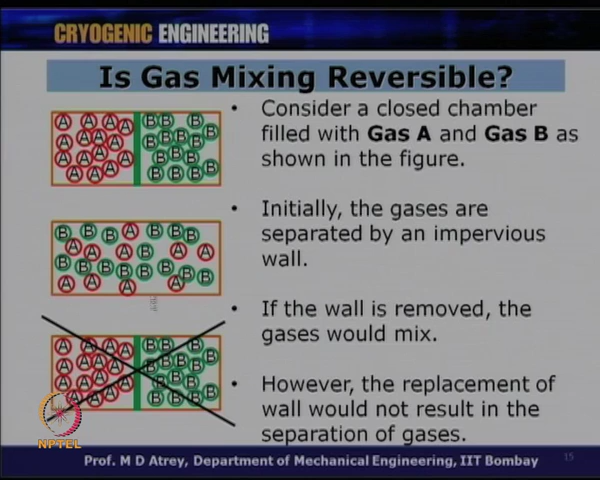 CRYOGENIC ENGINEERING
Is Gas Mixing Reversible?
• Consider a closed chamber
filled with Gas A and Gas B as
shown in the figure.
• Initially, the gases are
separated by an impervious
wall.
• If the wall is removed, the
gases would mix.
• However, the replacement of
wall would not result in the
separation of gases.
NPTEL
Prof. M D Atrey, Department of Mechanical Engineering, IIT Bombay
15